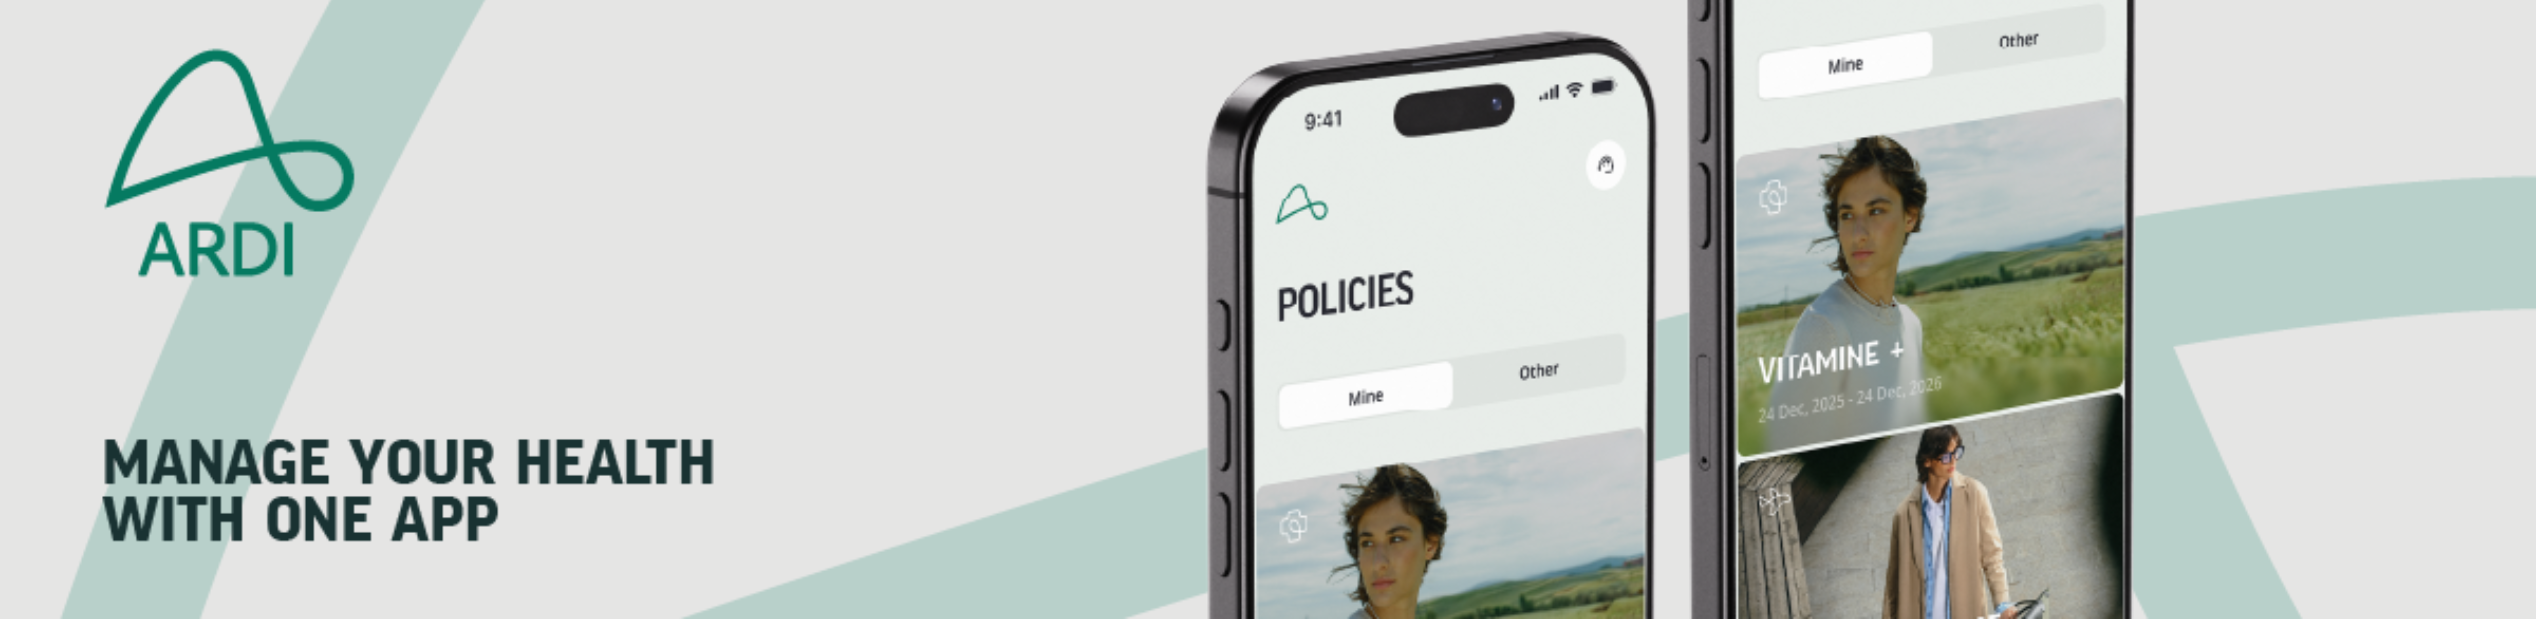 ARDI
MANAGE YOUR HEALTH
WITH ONE APP
9:41
POLICIES
Mine
Other
Mine
Other
VITAMINE +
24 Dec, 2025 - 24 Dec, 2026